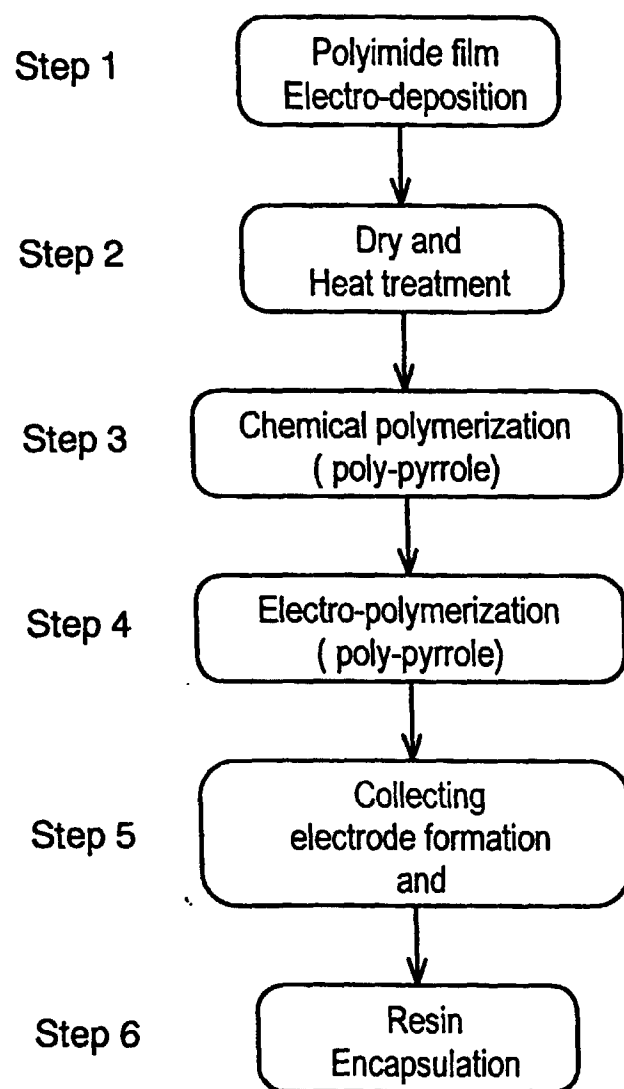 Step 1
Polyimide film
Electro-deposition
Step 2
Dry and
Heat treatment
Step 3
Chemical polymerization
( poly-pyrrole)
Step 4
Electro-polymerization
( poly-pyrrole)
Step 5
Collecting
electrode formation
and
Step 6
Resin
Encapsulation